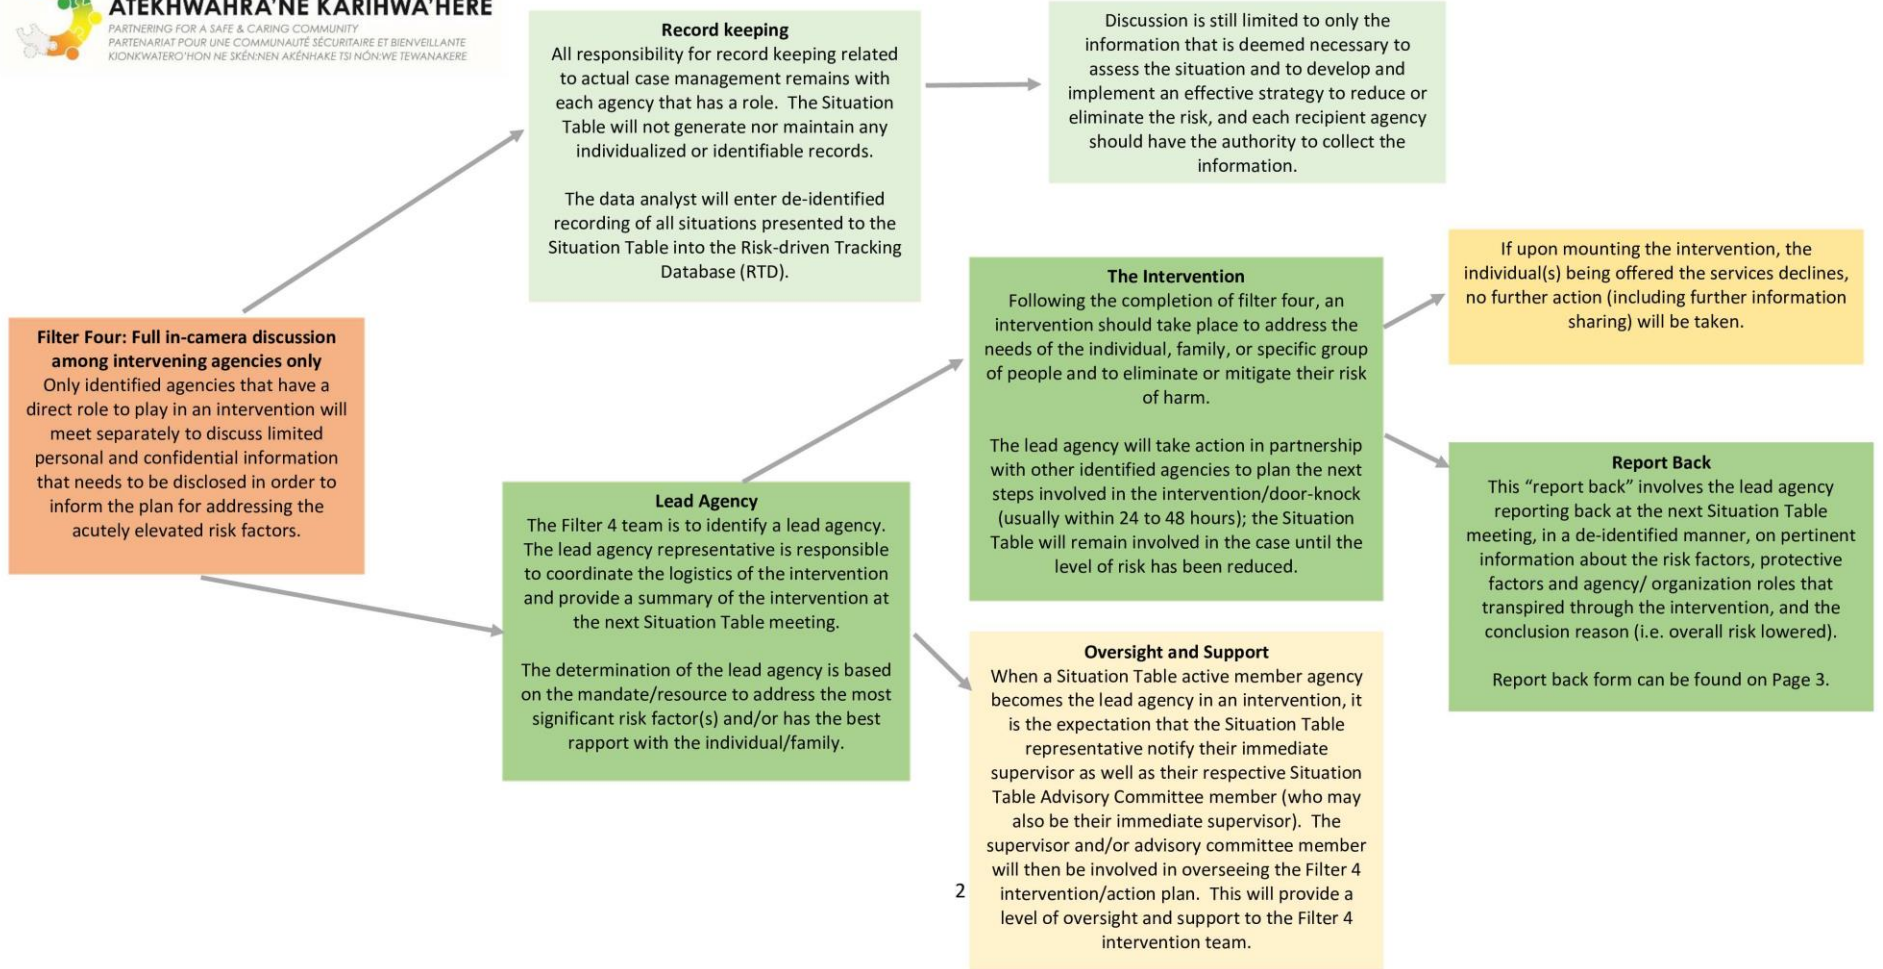 ATEKHWAHRA'NE KARIHWA'HERE
PARTNERING FOR A SAFE & CARING COMMUNITY
PARTENARIAT POUR UNE COMMUNAUTÉ SÉCURITAIRE ET BIENVEILLANTE
KIONKWATERO'HON NE SKÉN:NEN AKÉNHAKE TSI NÓN:WE TEWANAKERE
Record keeping
All responsibility for record keeping related
to actual case management remains with
each agency that has a role. The Situation
Table will not generate nor maintain any
individualized or identifiable records.
The data analyst will enter de-identified
recording of all situations presented to the
Situation Table into the Risk-driven Tracking
Database (RTD).
Discussion is still limited to only the
information that is deemed necessary to
assess the situation and to develop and
implement an effective strategy to reduce or
eliminate the risk, and each recipient agency
should have the authority to collect the
information.
Filter Four: Full in-camera discussion
among intervening agencies only
Only identified agencies that have a
direct role to play in an intervention will
meet separately to discuss limited
personal and confidential information
that needs to be disclosed in order to
inform the plan for addressing the
acutely elevated risk factors.
Lead Agency
The Filter 4 team is to identify a lead agency.
The lead agency representative is responsible
to coordinate the logistics of the intervention
and provide a summary of the intervention at
the next Situation Table meeting.
The determination of the lead agency is based
on the mandate/resource to address the most
significant risk factor(s) and/or has the best
rapport with the individual/family.
The Intervention
Following the completion of filter four, an
intervention should take place to address the
needs of the individual, family, or specific group
of people and to eliminate or mitigate their risk
of harm.
The lead agency will take action in partnership
with other identified agencies to plan the next
steps involved in the intervention/door-knock
(usually within 24 to 48 hours); the Situation
Table will remain involved in the case until the
level of risk has been reduced.
If upon mounting the intervention, the
individual(s) being offered the services declines,
no further action (including further information
sharing) will be taken.
Report Back
This “report back” involves the lead agency
reporting back at the next Situation Table
meeting, in a de-identified manner, on pertinent
information about the risk factors, protective
factors and agency/ organization roles that
transpired through the intervention, and the
conclusion reason (i.e. overall risk lowered).
Report back form can be found on Page 3.
Oversight and Support
When a Situation Table active member agency
becomes the lead agency in an intervention, it
is the expectation that the Situation Table
representative notify their immediate
supervisor as well as their respective Situation
Table Advisory Committee member (who may
also be their immediate supervisor). The
supervisor and/or advisory committee member
will then be involved in overseeing the Filter 4
intervention/action plan. This will provide a
level of oversight and support to the Filter 4
intervention team.
2